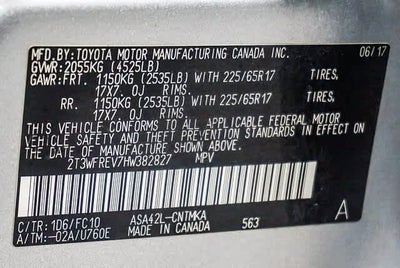 MFD.BY: TOYOTA MOTOR MANUFACTURING CANADA INC. 06/17
GVWR: 2055KG (4525LB)
GAWR: FRT. 1150KG (2535LB) WITH 225/65R17 TIRES,
17X7.0J RIMS.
RR. 1150KG (2535LB) WITH 225/65R17 TIRES,
17X7.0J RIMS.
THIS VEHICLE CONFORMS TO ALL APPLICABLE FEDERAL MOTOR
VEHICLE SAFETY AND THEFT PREVENTION STANDARDS IN EFFECT
ON THE DATE OF MANUFACTURE SHOWN ABOVE.
2T3WFREV7HW382827 MPV
C/TR: 1D6/FC10 ASA42L-CNTMKA
A/TM: -02A/U760E MADE IN CANADA 563 A